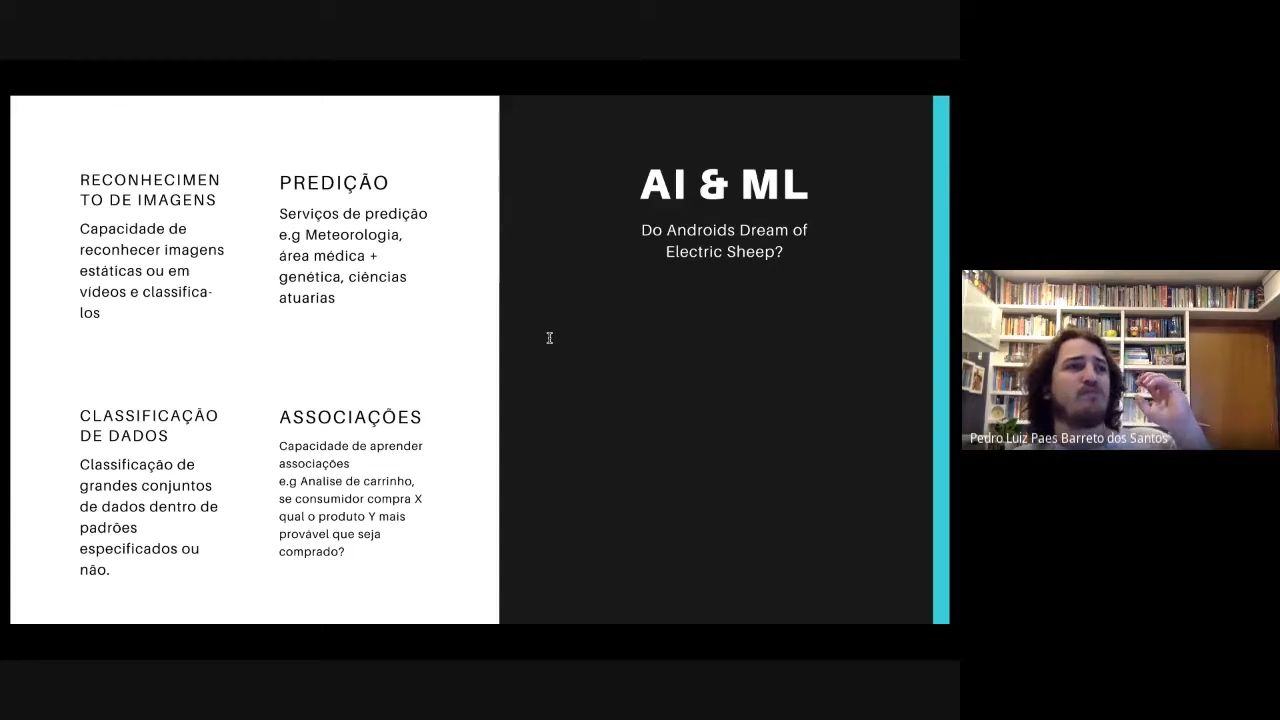 RECONHECIMEN
TO DE IMAGENS
Capacidade de
reconhecer imagens
estáticas ou em
vídeos e classifica-
los
PREDIÇÃO
Serviços de predição
e.g Meteorologia,
área médica +
genética, ciências
atuarias
CLASSIFICAÇÃO
DE DADOS
Classificação de
grandes conjuntos
de dados dentro de
padrões
especificados ou
não.
ASSOCIAÇÕES
Capacidade de aprender
associações
e.g Analise de carrinho,
se consumidor compra X
qual o produto Y mais
provável que seja
comprado?
AI & ML
Do Androids Dream of
Electric Sheep?
Pedro Luiz Paes Barreto dos Santos